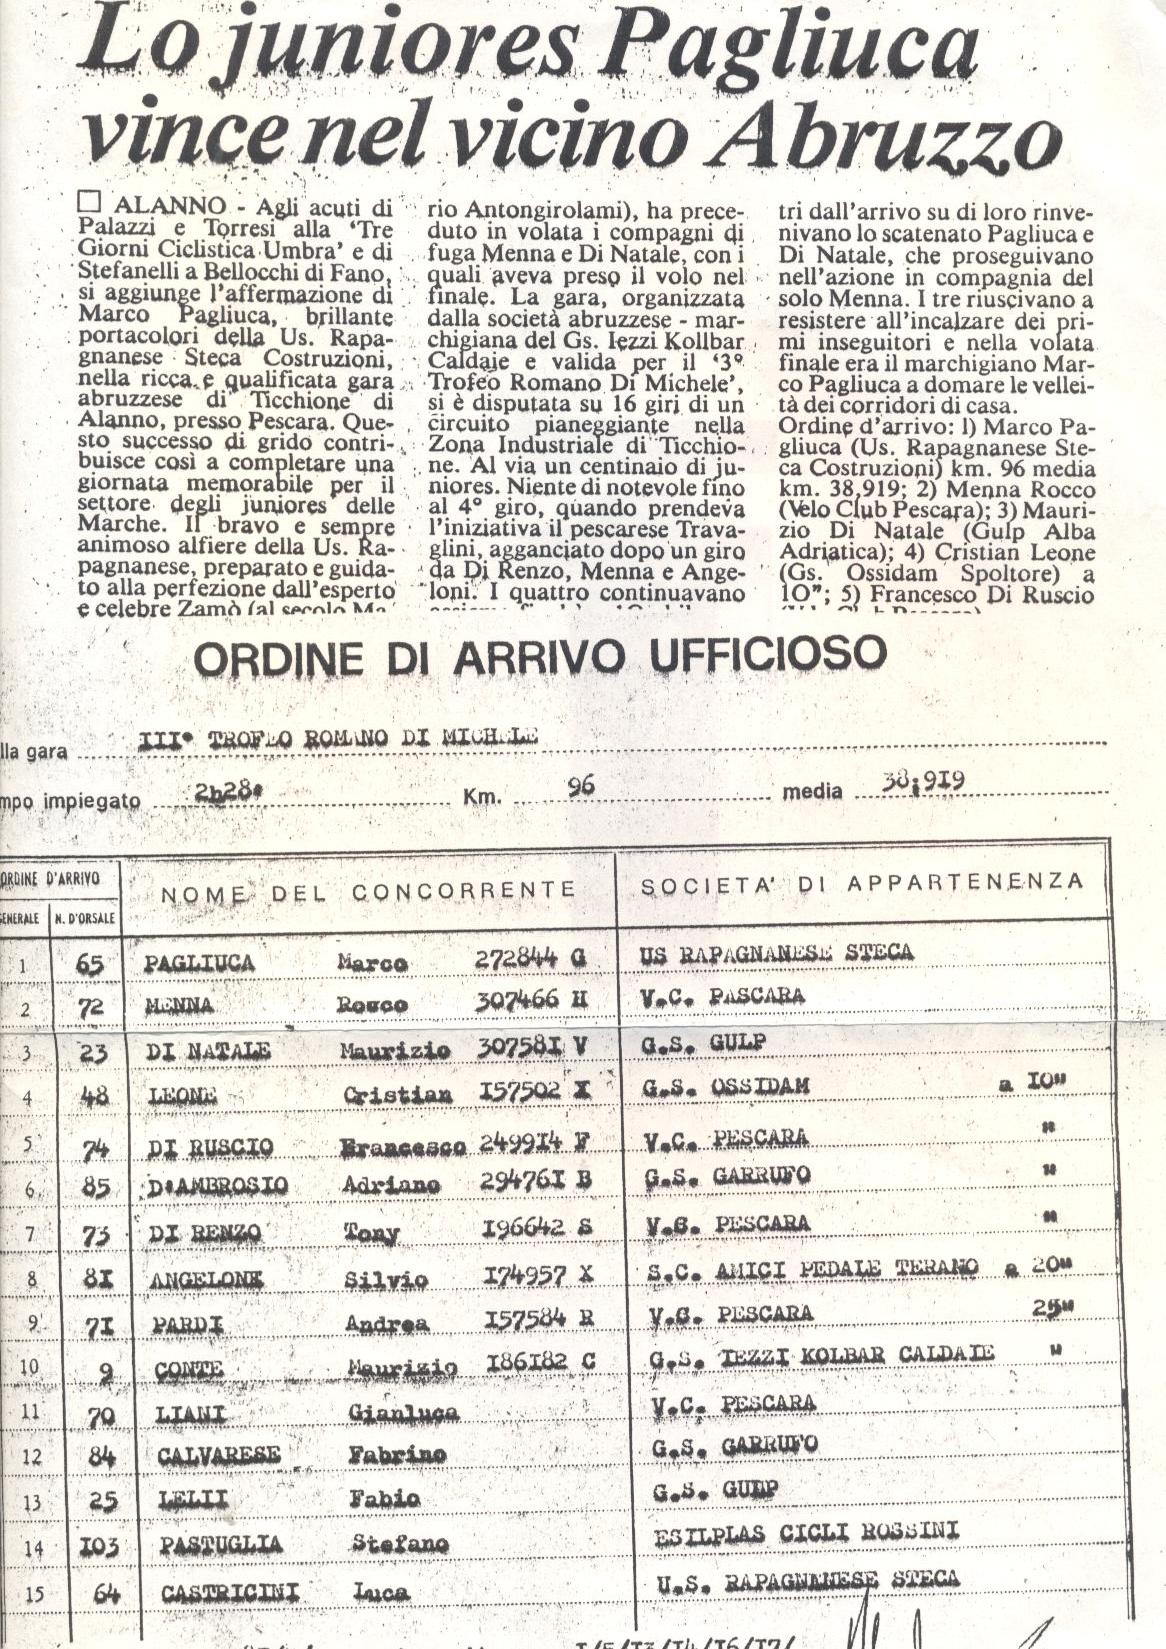 Lo juniores Pagliuca
vince nel vicino Abruzzo
□ ALANNO - Agli acuti di
Palazzi e Torresi alla 'Tre
Giorni Ciclistica Umbra' e di
Stefanelli a Bellocchi di Fano,
si aggiunge l'affermazione di
Marco Pagliuca, brillante
portacolori della Us. Rapa-
gnanese Steca Costruzioni,
nella ricca e qualificata gara
abruzzese di Ticchione di
Alanno, presso Pescara. Que-
sto successo di grido contri-
buisce così a completare una
giornata memorabile per il
settore degli juniores delle
Marche. Il bravo e sempre
animoso alfiere della Us. Ra-
pagnanese, preparato e guida-
to alla perfezione dall'esperto
e celebre Zamò (al secolo Ma-
rio Antongirolami), ha prece-
duto in volata i compagni di
fuga Menna e Di Natale, con i
quali aveva preso il volo nel
finale. La gara, organizzata
dalla società abruzzese - mar-
chigiana del Gs. Iezzi Kollbar
Caldaie e valida per il '3°
Trofeo Romano Di Michele',
si è disputata su 16 giri di un
circuito pianeggiante nella
Zona Industriale di Ticchio-
ne. Al via un centinaio di ju-
niores. Niente di notevole fino
al 4° giro, quando prendeva
l'iniziativa il pescarese Trava-
glini, agganciato dopo un giro
da Di Renzo, Menna e Ange-
loni. I quattro continuavano
tri dall'arrivo su di loro rinve-
nivano lo scatenato Pagliuca e
Di Natale, che proseguivano
nell'azione in compagnia del
solo Menna. I tre riuscivano a
resistere all'incalzare dei pri-
mi inseguitori e nella volata
finale era il marchigiano Mar-
co Pagliuca a domare le vellei-
tà dei corridori di casa.
Ordine d'arrivo: 1) Marco Pa-
gliuca (Us. Rapagnanese Ste-
ca Costruzioni) km. 96 media
km. 38,919; 2) Menna Rocco
(Velo Club Pescara); 3) Mauri-
zio Di Natale (Gulp Alba
Adriatica); 4) Cristian Leone
(Gs. Ossidam Spoltore) a
10"; 5) Francesco Di Ruscio
ORDINE DI ARRIVO UFFICIOSO
lla gara III° TROFEO ROMANO DI MICHELE
mpo impiegato 2h28' Km. 96 media 38;919
ORDINE D'ARRIVO NOME DEL CONCORRENTE SOCIETA' DI APPARTENENZA
GENERALE N. D'ORSALE
1 65 PAGLIUCA Marco 272844 G US RAPAGNANESE STECA
2 72 MENNA Rosco 307466 H V.C. PASCARA
3 23 DI NATALE Maurizio 307581 V G.S. GULP
4 48 LEONE Cristian 157502 X G.S. OSSIDAM a 10"
5 74 DI RUSCIO Francesco 249914 F V.C. PESCARA "
6 85 D'AMBROSIO Adriano 294761 B G.S. GARRUFO "
7 73 DI RENZO Tony 196642 S V.C. PESCARA "
8 81 ANGELONE Silvio 174957 X S.C. AMICI PEDALE TERAMO a 20"
9 71 PARDI Andrea 157584 R V.C. PESCARA 25"
10 9 CONTE Maurizio 186182 C G.S. IEZZI KOLBAR CALDAIE "
11 70 LIANI Gianluca V.C. PESCARA
12 84 CALVARESE Fabrino G.S. GARRUFO
13 25 LELII Fabio G.S. GULP
14 103 PASTUGLIA Stefano ESILPLAS CICLI ROSSINI
15 64 CASTRICINI Luca U.S. RAPAGNANESE STECA